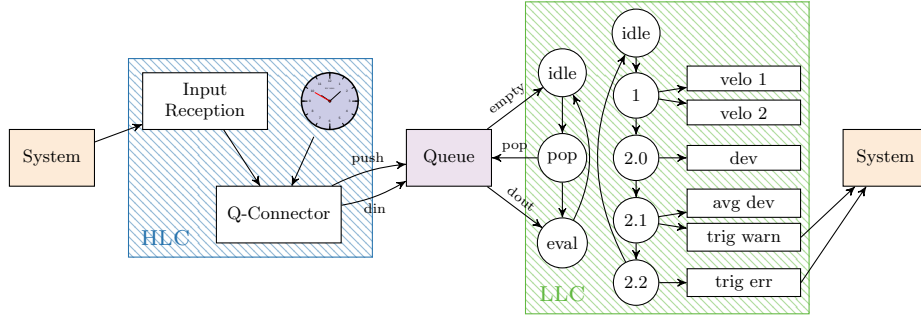 System
Input
Reception
Q-Connector
HLC
push
din
Queue
empty
pop
dout
idle
pop
eval
LLC
idle
1
2.0
2.1
2.2
velo 1
velo 2
dev
avg dev
trig warn
trig err
System